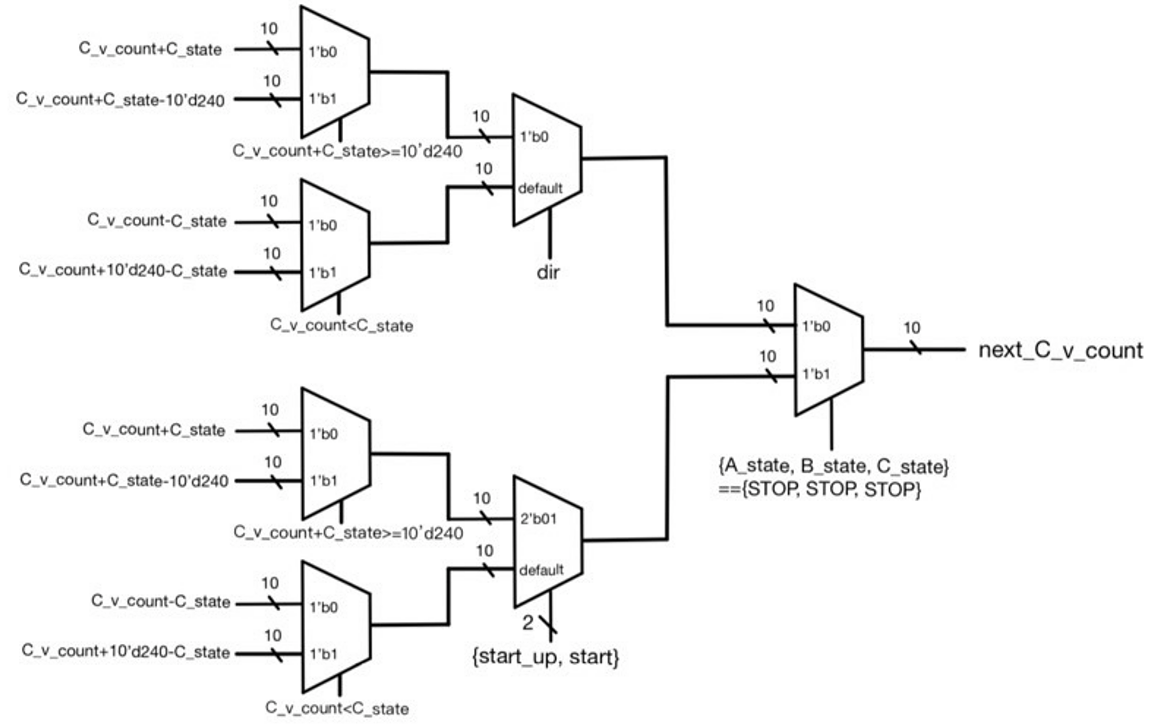 10
C_v_count+C_state
1'b0
10
C_v_count+C_state-10'd240
1'b1
C_v_count+C_state>=10'd240
10
1'b0
10
default
dir
10
C_v_count-C_state
1'b0
10
C_v_count+10'd240-C_state
1'b1
C_v_count<C_state
10
1'b0
10
1'b1
10
next_C_v_count
{A_state, B_state, C_state}
=={STOP, STOP, STOP}
10
C_v_count+C_state
1'b0
10
C_v_count+C_state-10'd240
1'b1
C_v_count+C_state>=10'd240
10
2'b01
10
default
2
{start_up, start}
10
C_v_count-C_state
1'b0
10
C_v_count+10'd240-C_state
1'b1
C_v_count<C_state